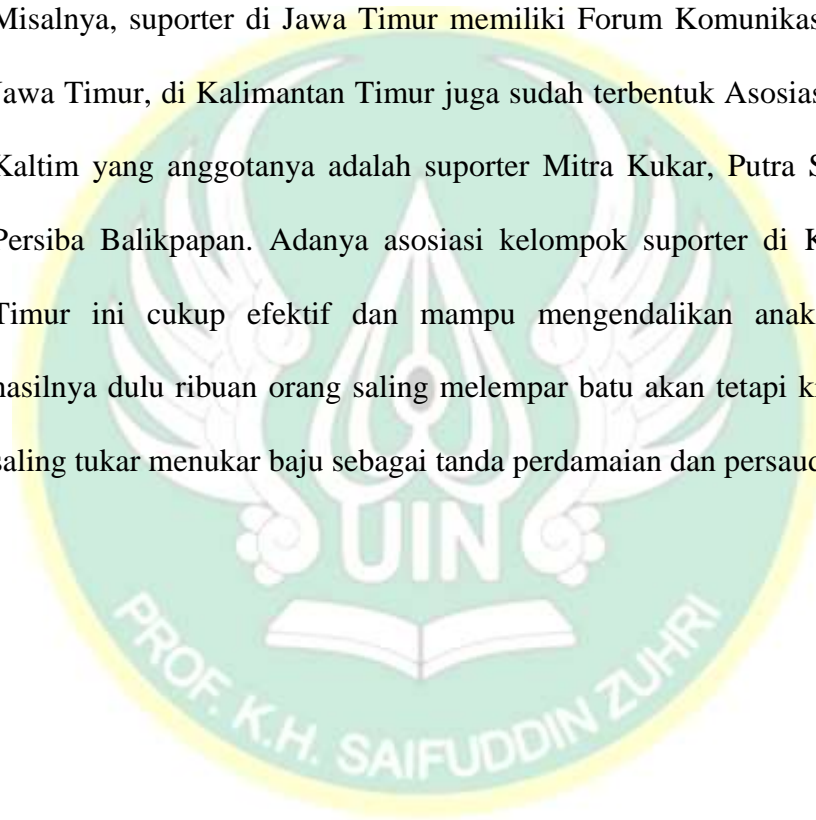 Misalnya, suporter di Jawa Timur memiliki Forum Komunikas
Jawa Timur, di Kalimantan Timur juga sudah terbentuk Asosias
Kaltim yang anggotanya adalah suporter Mitra Kukar, Putra S
Persiba Balikpapan. Adanya asosiasi kelompok suporter di K
Timur ini cukup efektif dan mampu mengendalikan anak
hasilnya dulu ribuan orang saling melempar batu akan tetapi k
saling tukar menukar baju sebagai tanda perdamaian dan persaud
UIN
PROF. K.H. SAIFUDDIN ZUHRI